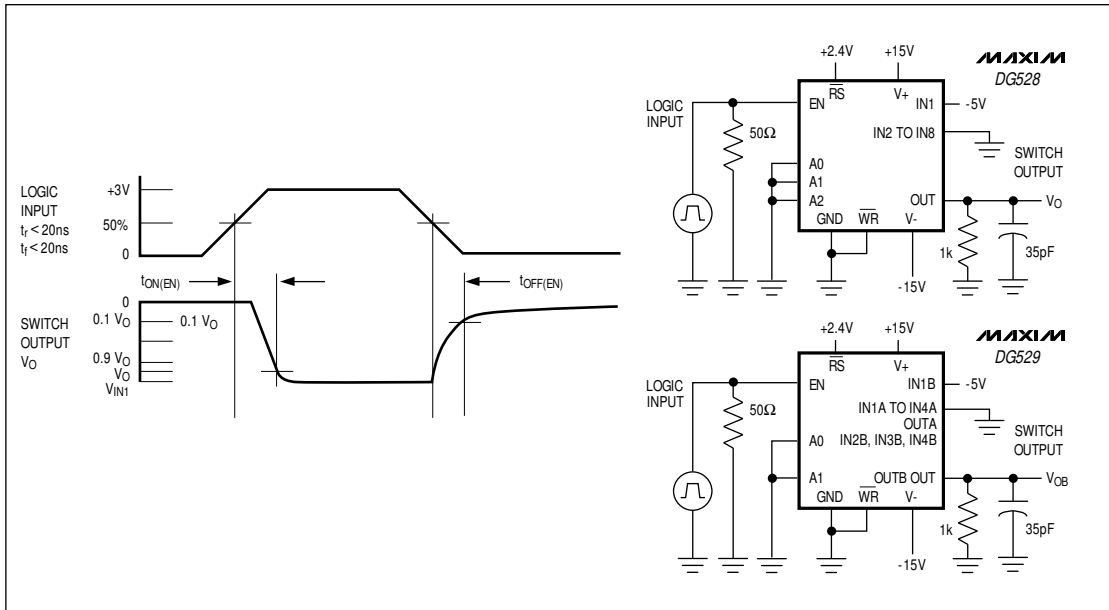 LOGIC
INPUT
tr < 20ns
tf < 20ns
+3V
50%
0
tON(EN)
tOFF(EN)
SWITCH
OUTPUT
VO
0
0.1 VO
0.1 VO
0.9 VO
VO
VIN1
+2.4V
+15V
MAXIM
DG528
LOGIC
INPUT
50Ω
EN
RS
V+
IN1
-5V
IN2 TO IN8
SWITCH
OUTPUT
A0
A1
A2
OUT
VO
GND
WR
V-
1k
35pF
-15V
+2.4V
+15V
MAXIM
DG529
LOGIC
INPUT
50Ω
EN
RS
V+
IN1B
-5V
IN1A TO IN4A
OUTA
IN2B, IN3B, IN4B
SWITCH
OUTPUT
A0
A1
OUTB OUT
VOB
GND
WR
V-
1k
35pF
-15V